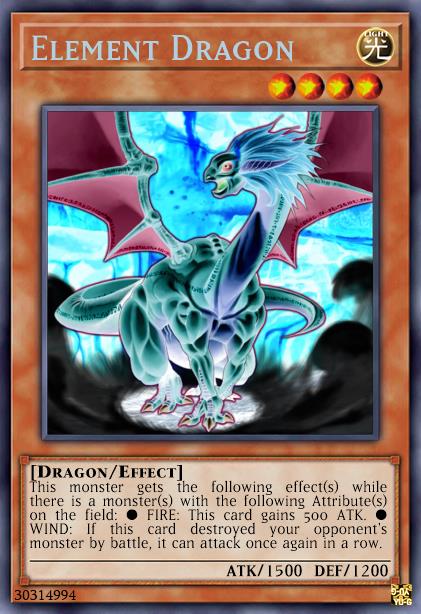 ELEMENT DRAGON
LIGHT
光
[DRAGON/EFFECT]
This monster gets the following effect(s) while
there is a monster(s) with the following Attribute(s)
on the field: ● FIRE: This card gains 500 ATK. ●
WIND: If this card destroyed your opponent's
monster by battle, it can attack once again in a row.
ATK/1500 DEF/1200
30314994